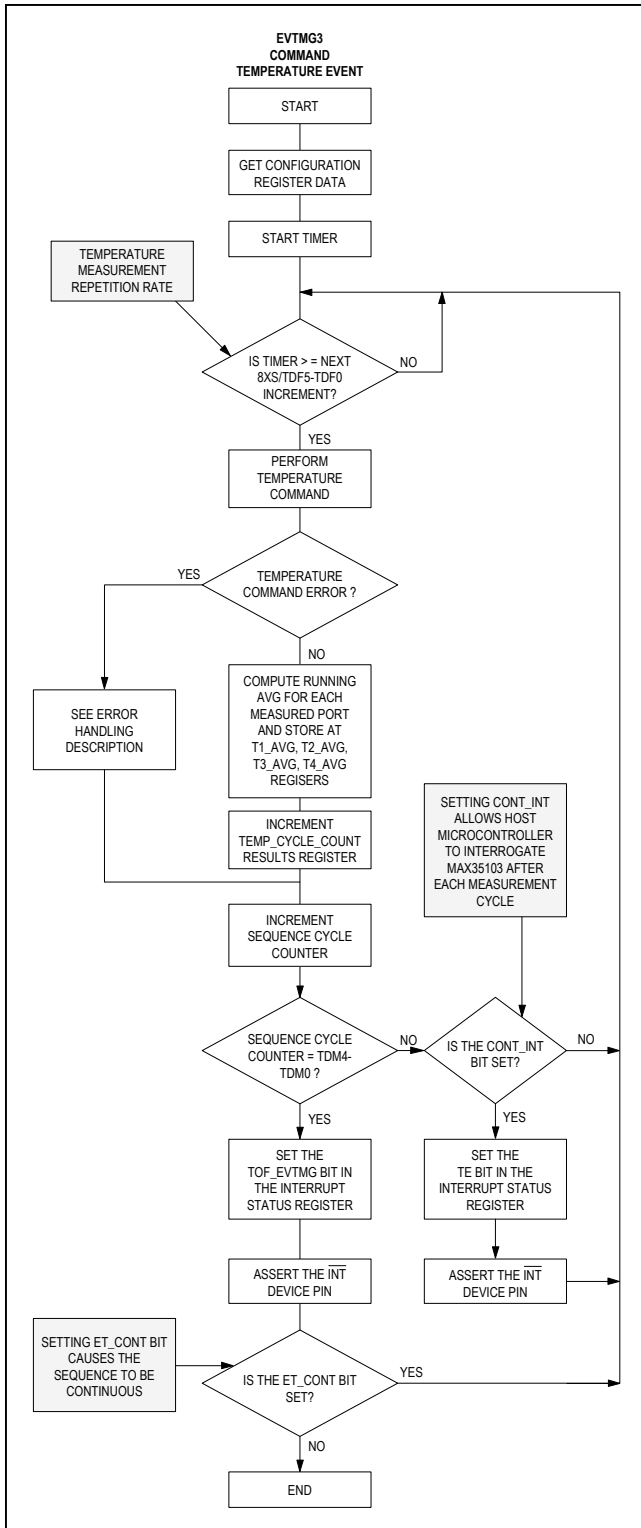 EVTMG3
COMMAND
TEMPERATURE EVENT
START
GET CONFIGURATION
REGISTER DATA
START TIMER
TEMPERATURE
MEASUREMENT
REPETITION RATE
IS TIMER > = NEXT
8XS/TDF5-TDF0
INCREMENT?
NO
YES
PERFORM
TEMPERATURE
COMMAND
YES
TEMPERATURE
COMMAND ERROR ?
NO
COMPUTE RUNNING
AVG FOR EACH
MEASURED PORT
AND STORE AT
T1_AVG, T2_AVG,
T3_AVG, T4_AVG
REGISERS
SEE ERROR
HANDLING
DESCRIPTION
SETTING CONT_INT
ALLOWS HOST
MICROCONTROLLER
TO INTERROGATE
MAX35103 AFTER
EACH MEASUREMENT
CYCLE
INCREMENT
TEMP_CYCLE_COUNT
RESULTS REGISTER
INCREMENT
SEQUENCE CYCLE
COUNTER
SEQUENCE CYCLE
COUNTER = TDM4-
TDM0 ?
NO
IS THE CONT_INT
BIT SET?
NO
YES
YES
SET THE
TOF_EVTMG BIT IN
THE INTERRUPT
STATUS REGISTER
SET THE
TE BIT IN THE
INTERRUPT STATUS
REGISTER
ASSERT THE INT
DEVICE PIN
ASSERT THE INT
DEVICE PIN
SETTING ET_CONT BIT
CAUSES THE
SEQUENCE TO BE
CONTINUOUS
IS THE ET_CONT BIT
SET?
YES
NO
END